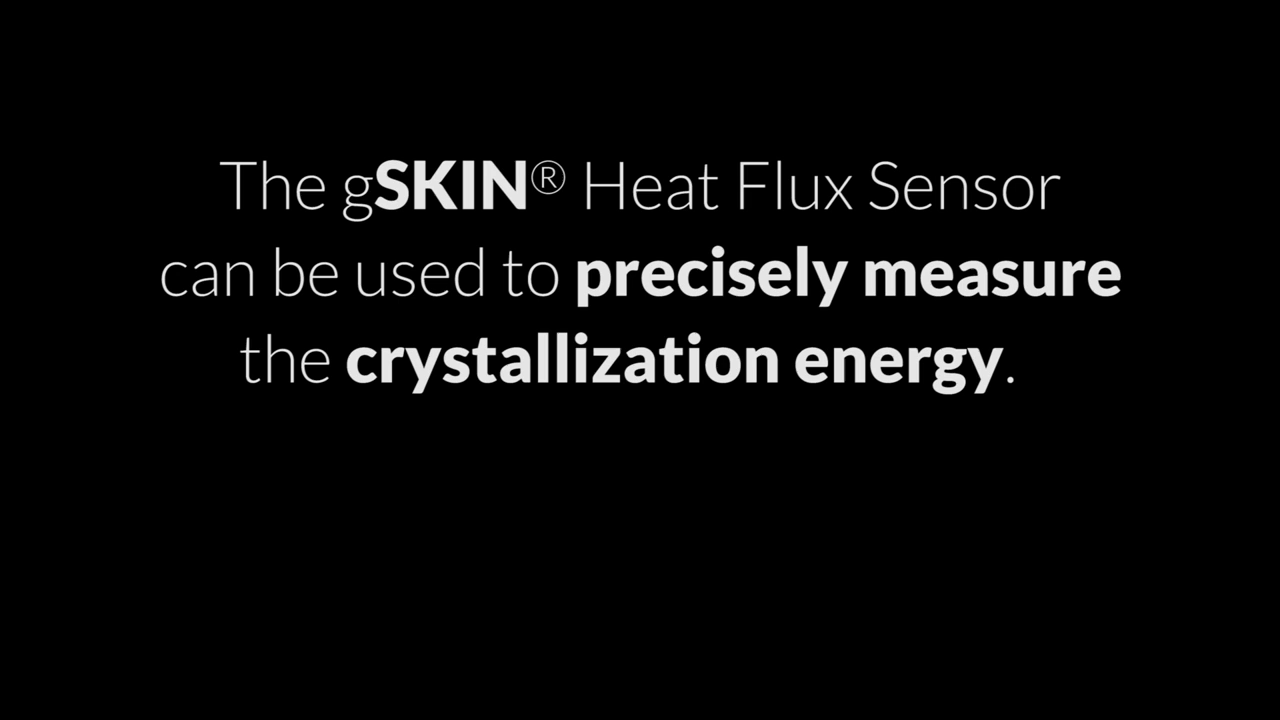 The gSKIN® Heat Flux Sensor
can be used to precisely measure
the crystallization energy.